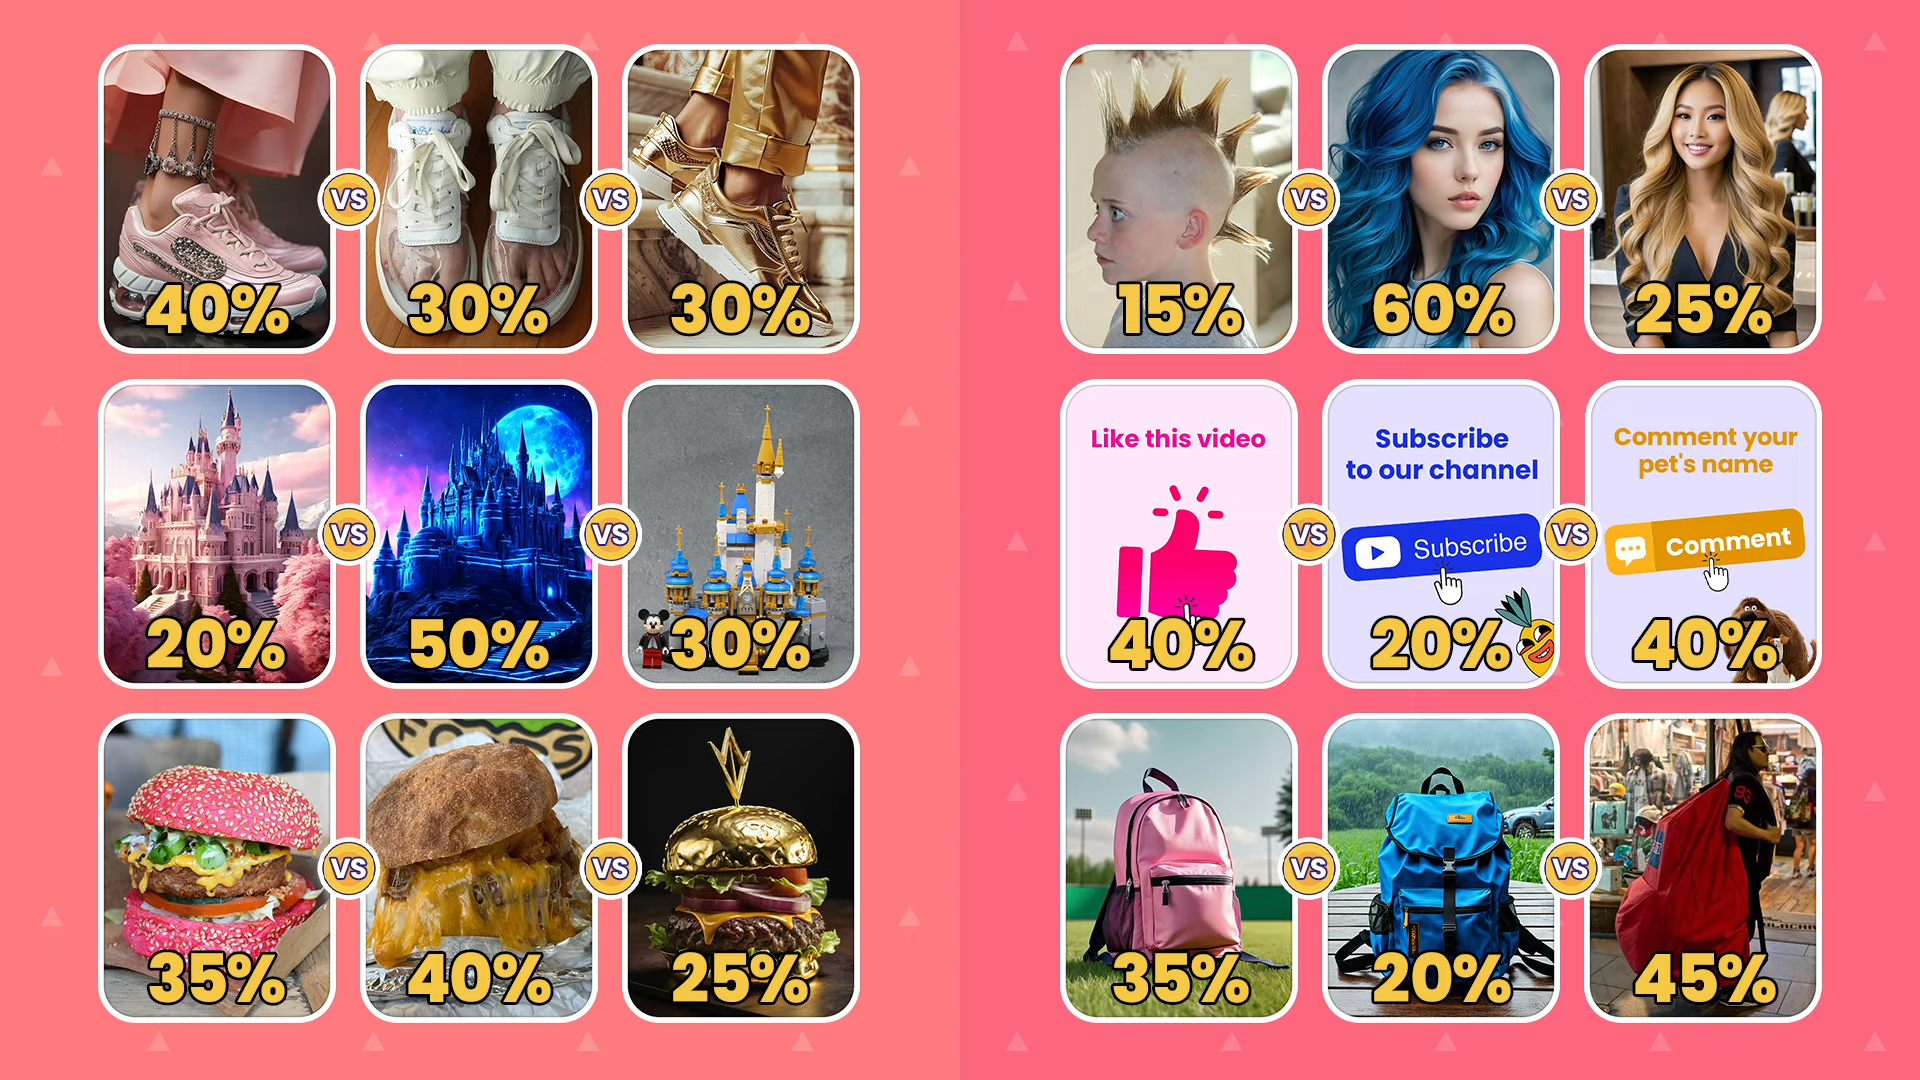 VS
VS
40%
30%
30%
VS
VS
20%
50%
30%
VS
VS
35%
40%
25%
VS
VS
15%
60%
25%
Like this video
Subscribe
to our channel
Comment your
pet's name
VS
VS
Subscribe
Comment
40%
20%
40%
VS
VS
93
35%
20%
45%